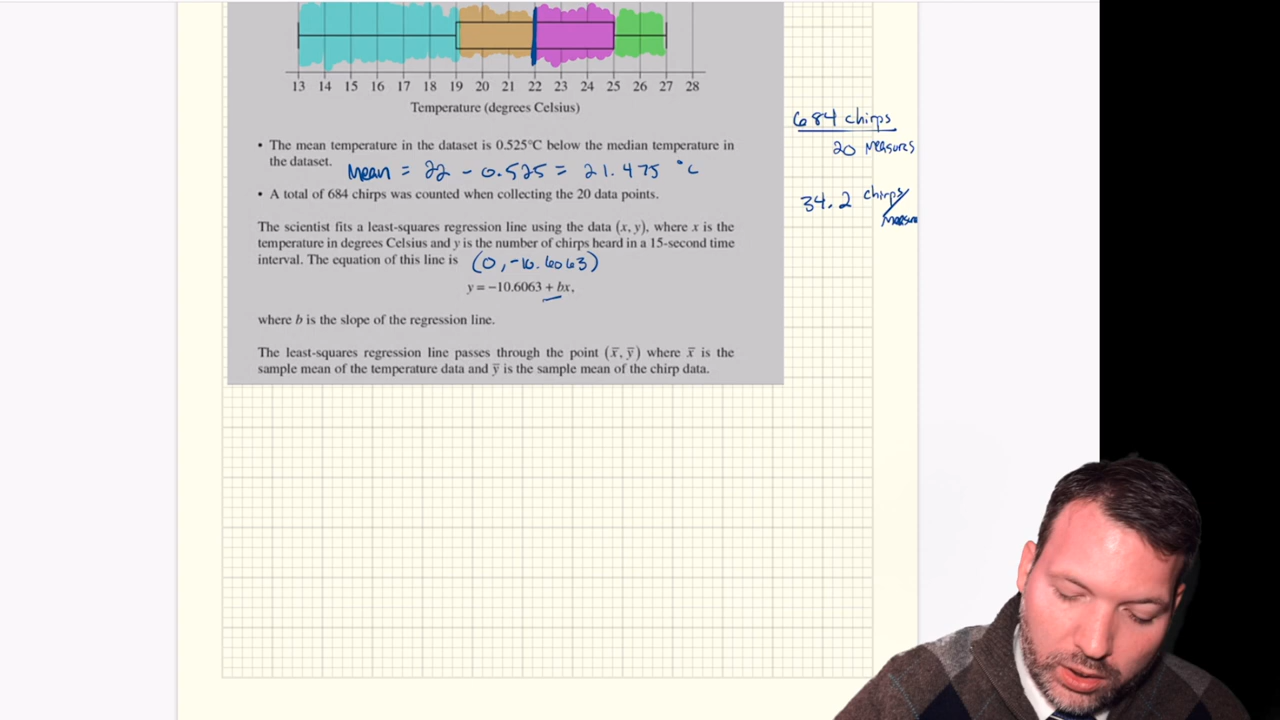 13 14 15 16 17 18 19 20 21 22 23 24 25 26 27 28
Temperature (degrees Celsius)
684 chirps
20 Measures
34.2 chirps/
• The mean temperature in the dataset is 0.525°C below the median temperature in
the dataset.
Mean = 22 - 0.525 = 21.475 °C
• A total of 684 chirps was counted when collecting the 20 data points.
The scientist fits a least-squares regression line using the data (x, y), where x is the
temperature in degrees Celsius and y is the number of chirps heard in a 15-second time
interval. The equation of this line is
(0, -10.6063)
y = −10.6063 + bx,
where b is the slope of the regression line.
The least-squares regression line passes through the point (x̅, y̅) where x̅ is the
sample mean of the temperature data and y̅ is the sample mean of the chirp data.